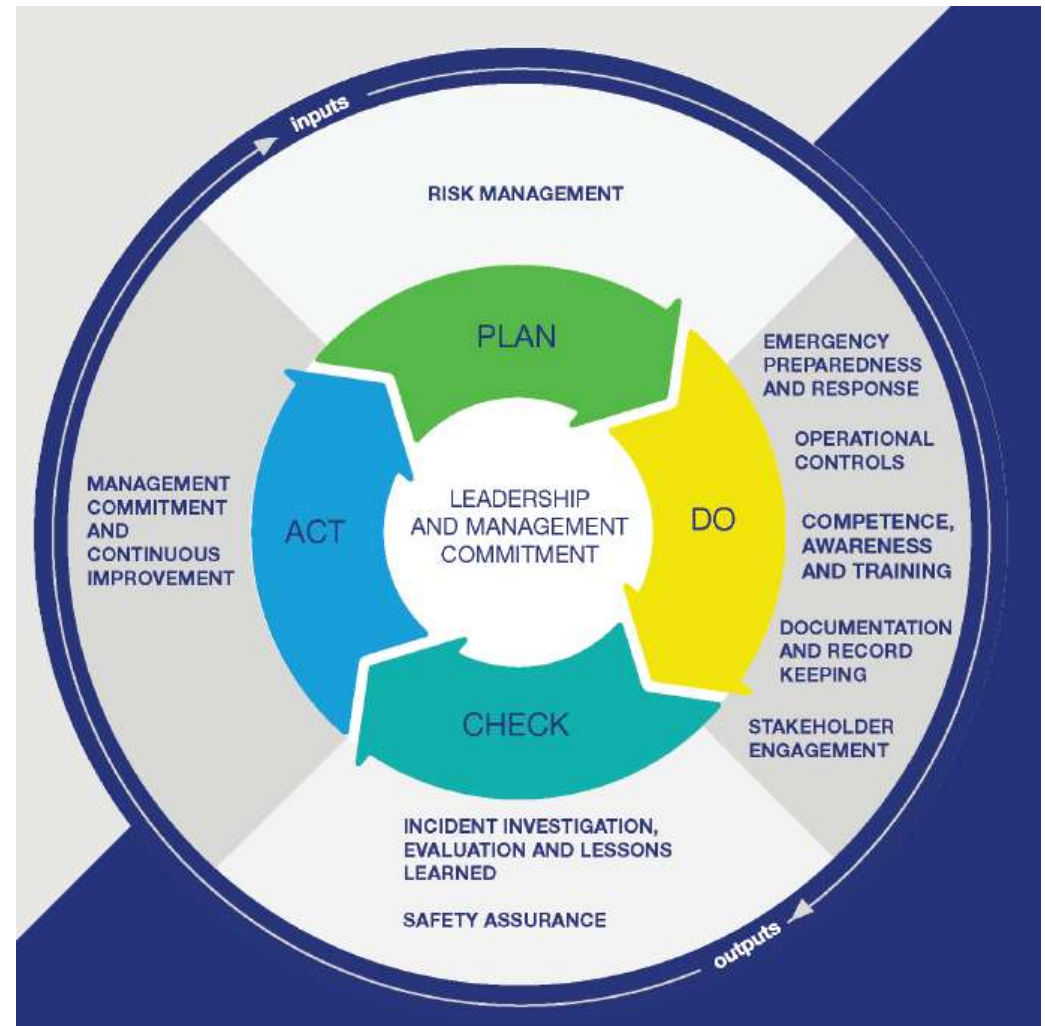 inputs
RISK MANAGEMENT
PLAN
EMERGENCY
PREPAREDNESS
AND RESPONSE
OPERATIONAL
CONTROLS
COMPETENCE,
AWARENESS
AND TRAINING
DOCUMENTATION
AND RECORD
KEEPING
STAKEHOLDER
ENGAGEMENT
DO
LEADERSHIP
AND MANAGEMENT
COMMITMENT
ACT
MANAGEMENT
COMMITMENT
AND
CONTINUOUS
IMPROVEMENT
CHECK
INCIDENT INVESTIGATION,
EVALUATION AND LESSONS
LEARNED
SAFETY ASSURANCE
outputs